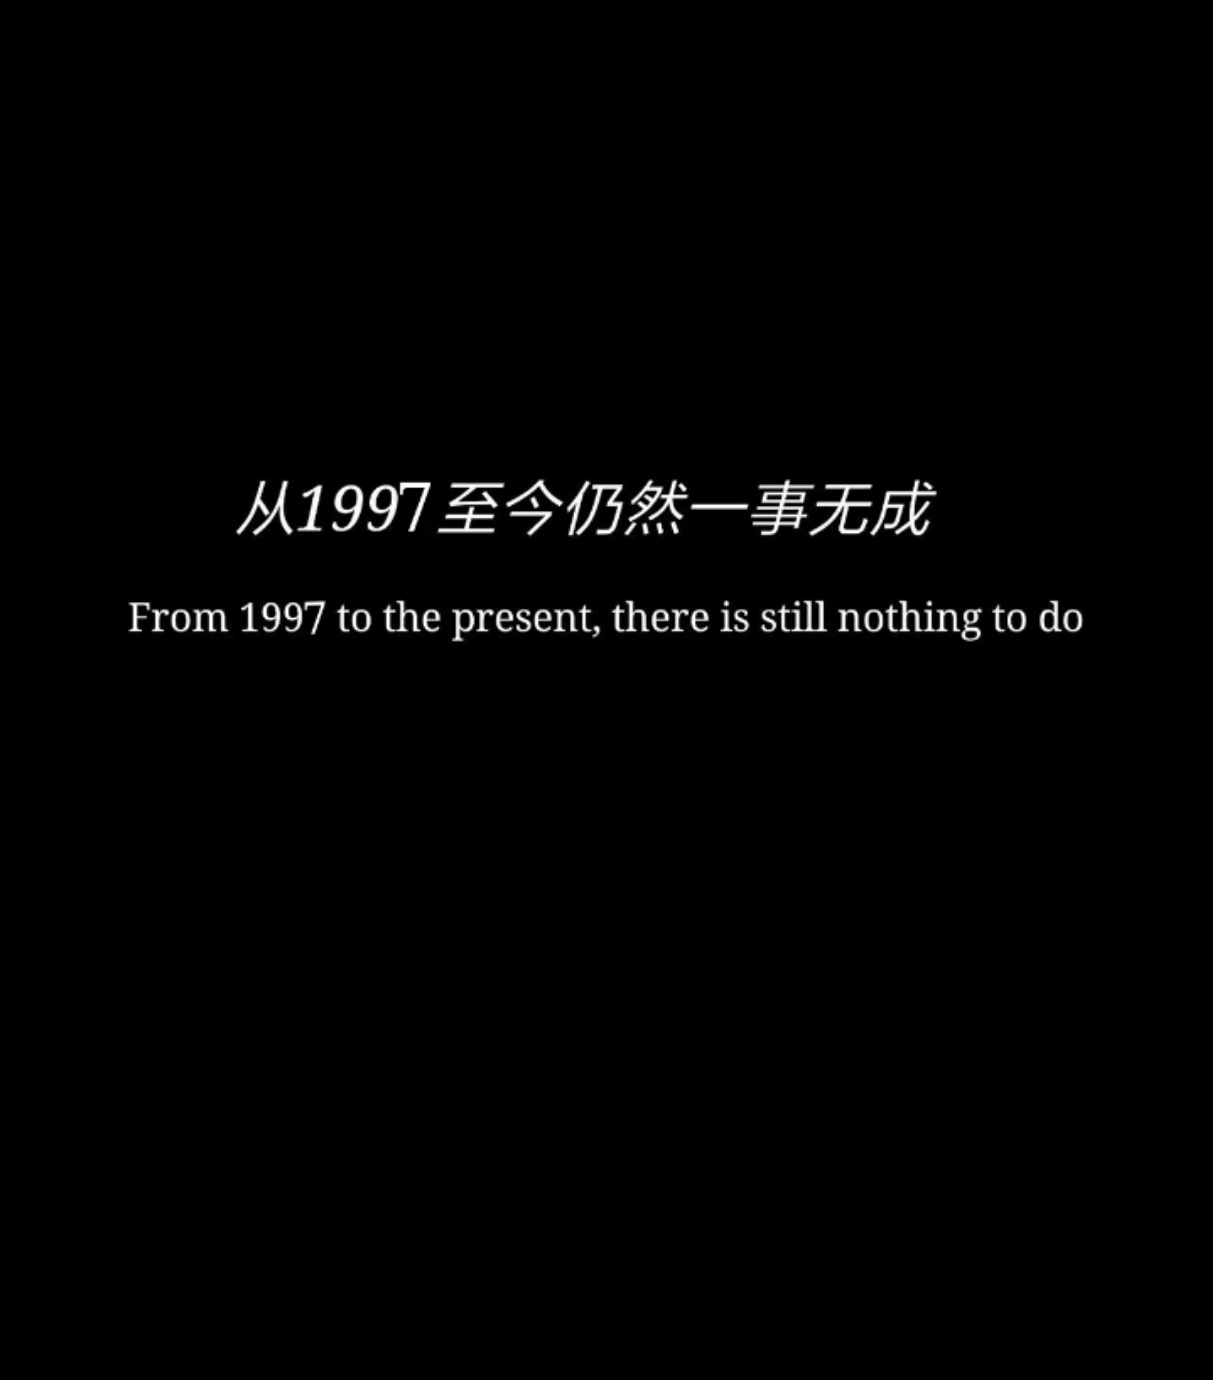 从1997至今仍然一事无成
From 1997 to the present, there is still nothing to do